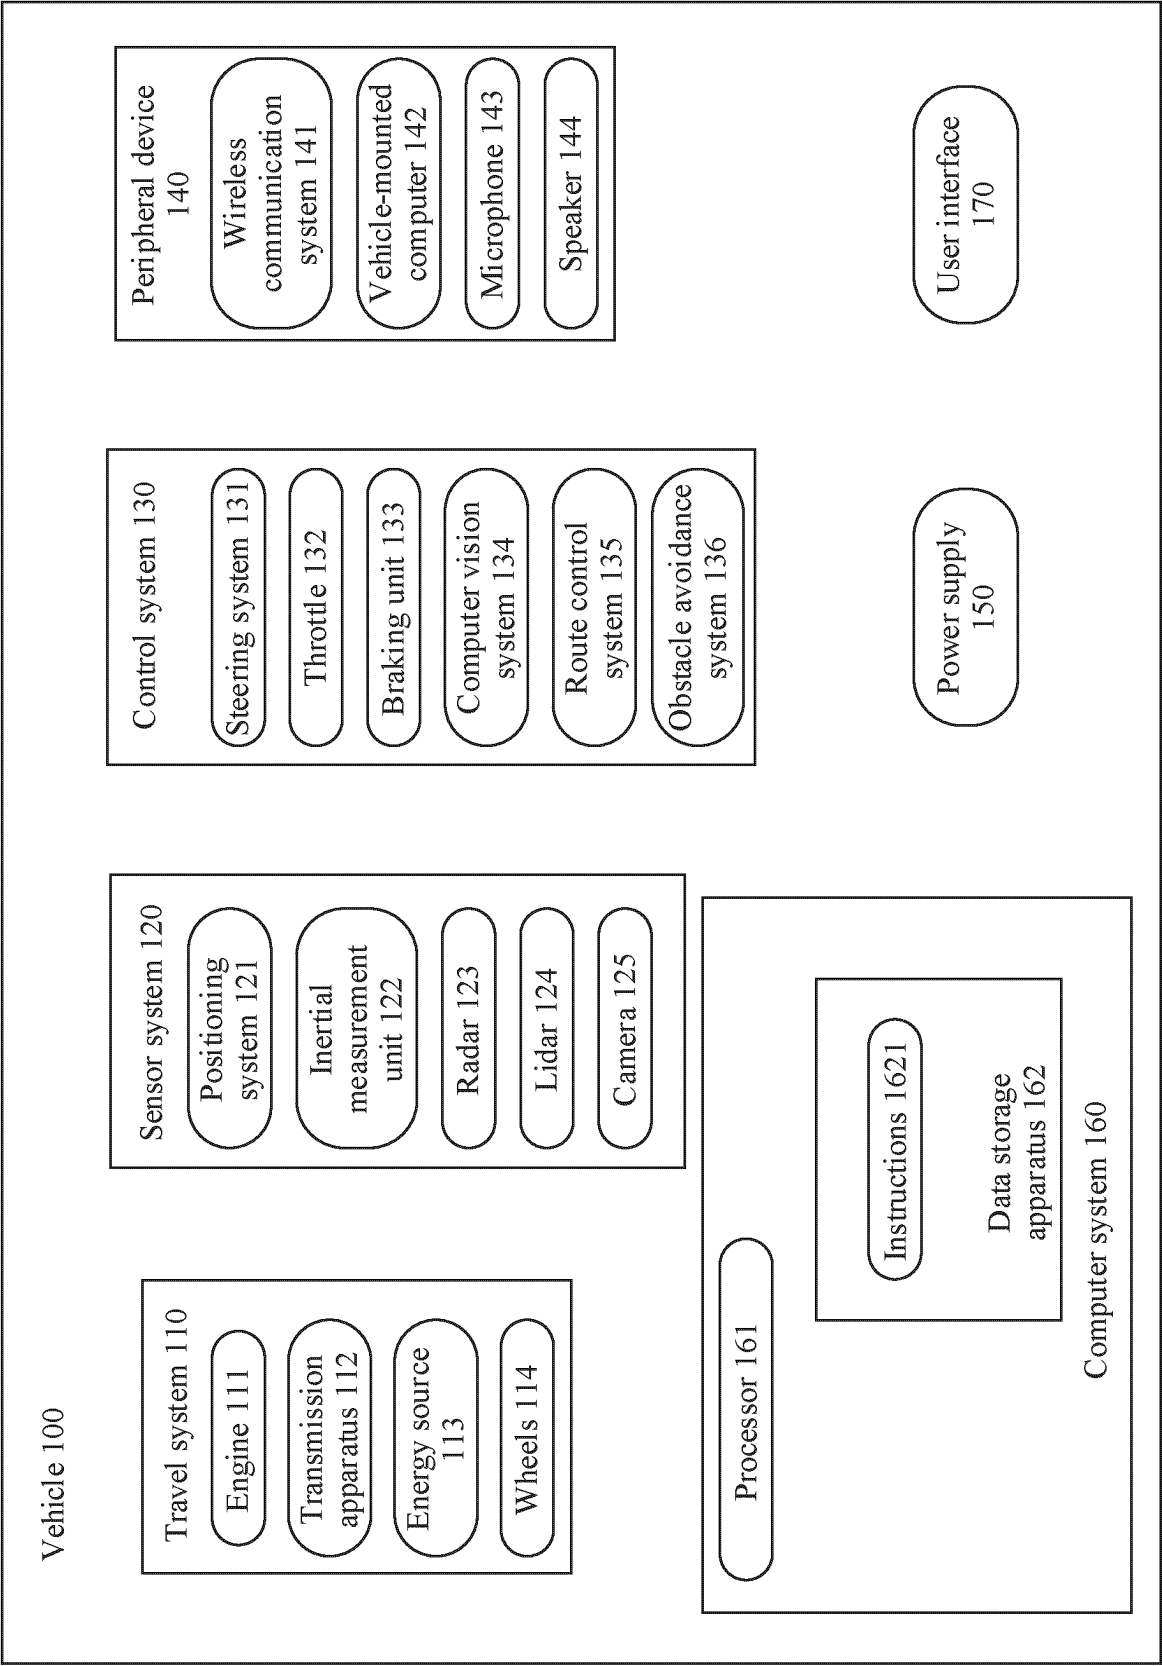 Vehicle 100
Travel system 110
Engine 111
Transmission
apparatus 112
Energy source
113
Wheels 114
Sensor system 120
Positioning
system 121
Inertial
measurement
unit 122
Radar 123
Lidar 124
Camera 125
Control system 130
Steering system 131
Throttle 132
Braking unit 133
Computer vision
system 134
Route control
system 135
Obstacle avoidance
system 136
Peripheral device
140
Wireless
communication
system 141
Vehicle-mounted
computer 142
Microphone 143
Speaker 144
Processor 161
Instructions 1621
Data storage
apparatus 162
Computer system 160
Power supply
150
User interface
170